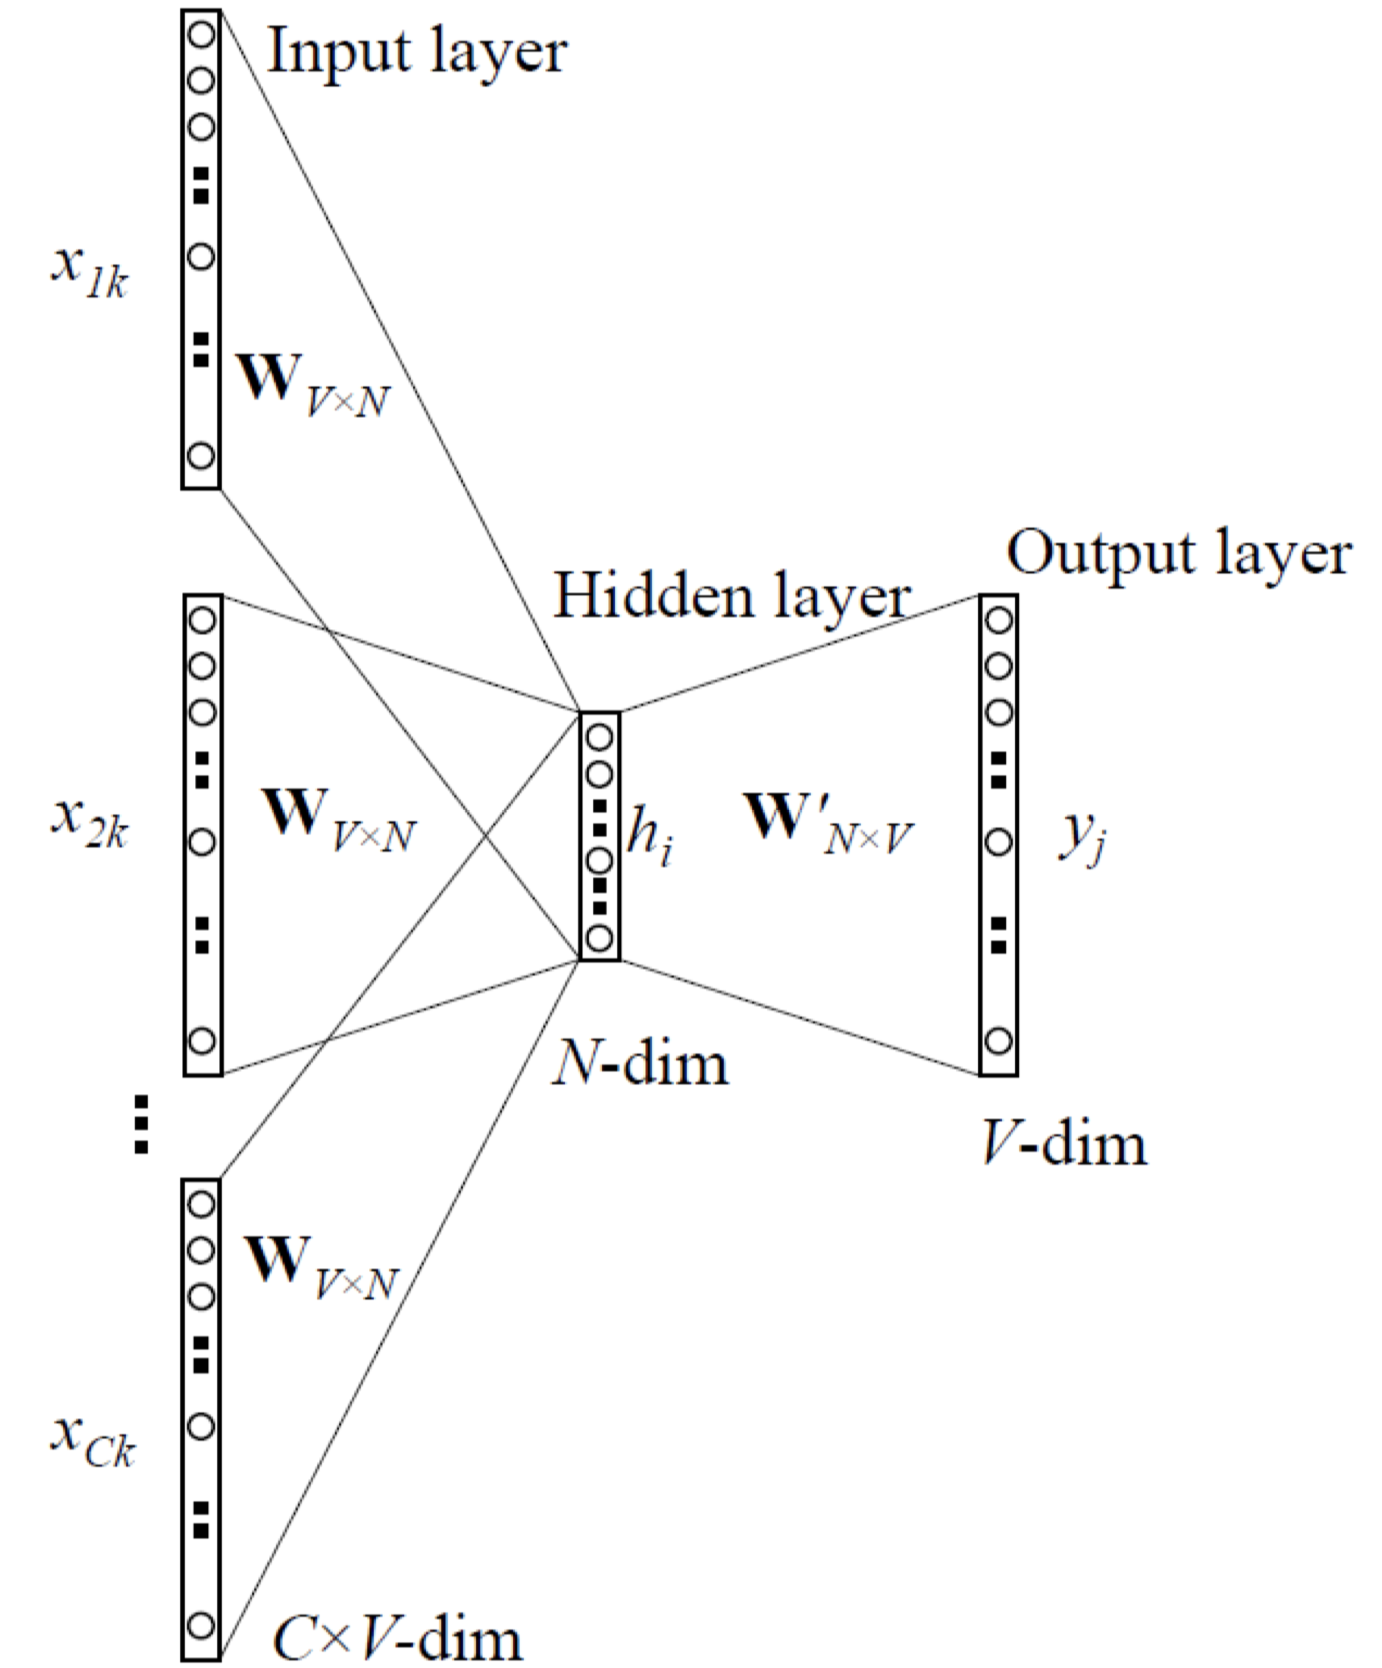 Input layer
x1k
WV×N
Output layer
Hidden layer
x2k
WV×N
hi
W′N×V
yj
N-dim
V-dim
WV×N
xCk
C×V-dim